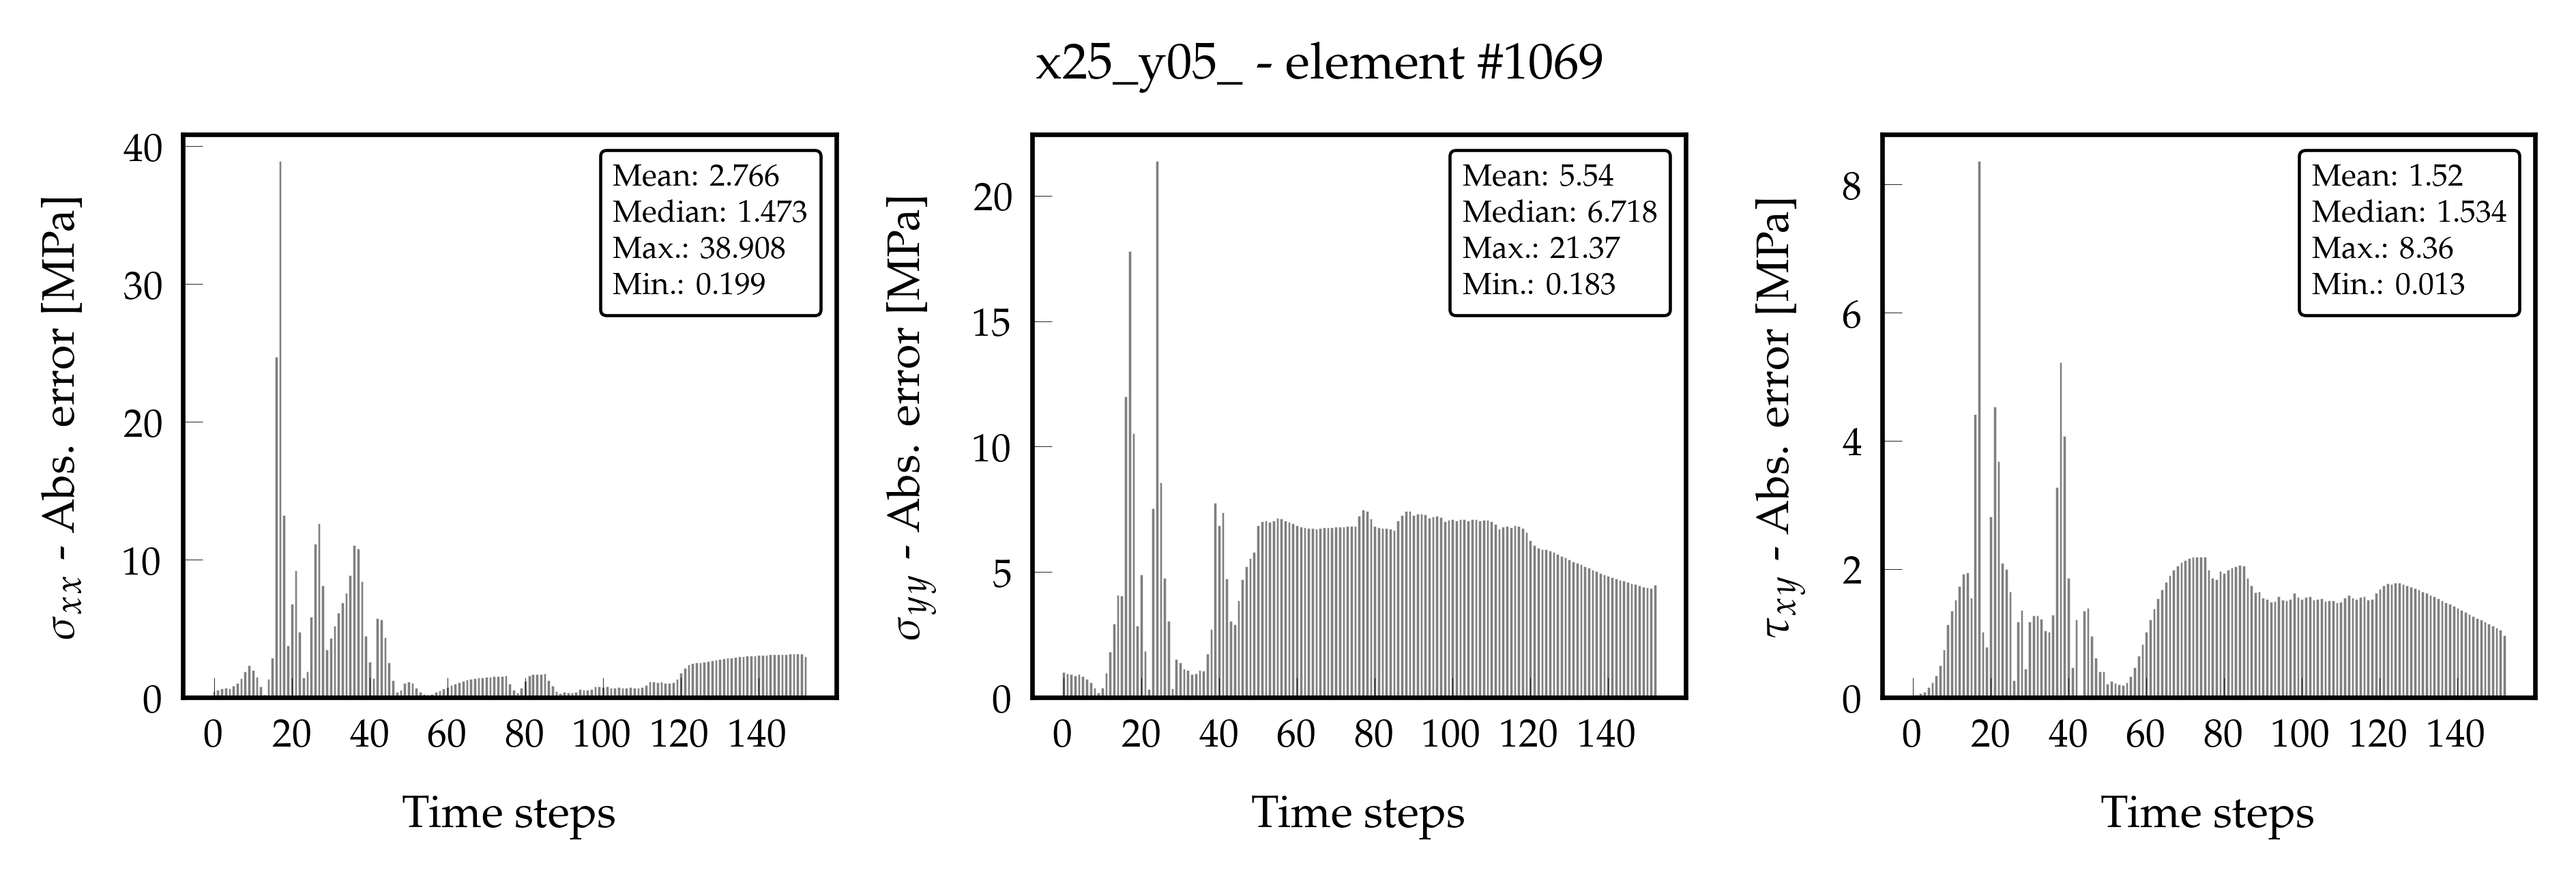 x25_y05_ - element #1069
σxx - Abs. error [MPa]
40
30
20
10
0
Mean: 2.766
Median: 1.473
Max.: 38.908
Min.: 0.199
0 20 40 60 80 100 120 140
Time steps
σyy - Abs. error [MPa]
20
15
10
5
0
Mean: 5.54
Median: 6.718
Max.: 21.37
Min.: 0.183
0 20 40 60 80 100 120 140
Time steps
τxy - Abs. error [MPa]
8
6
4
2
0
Mean: 1.52
Median: 1.534
Max.: 8.36
Min.: 0.013
0 20 40 60 80 100 120 140
Time steps